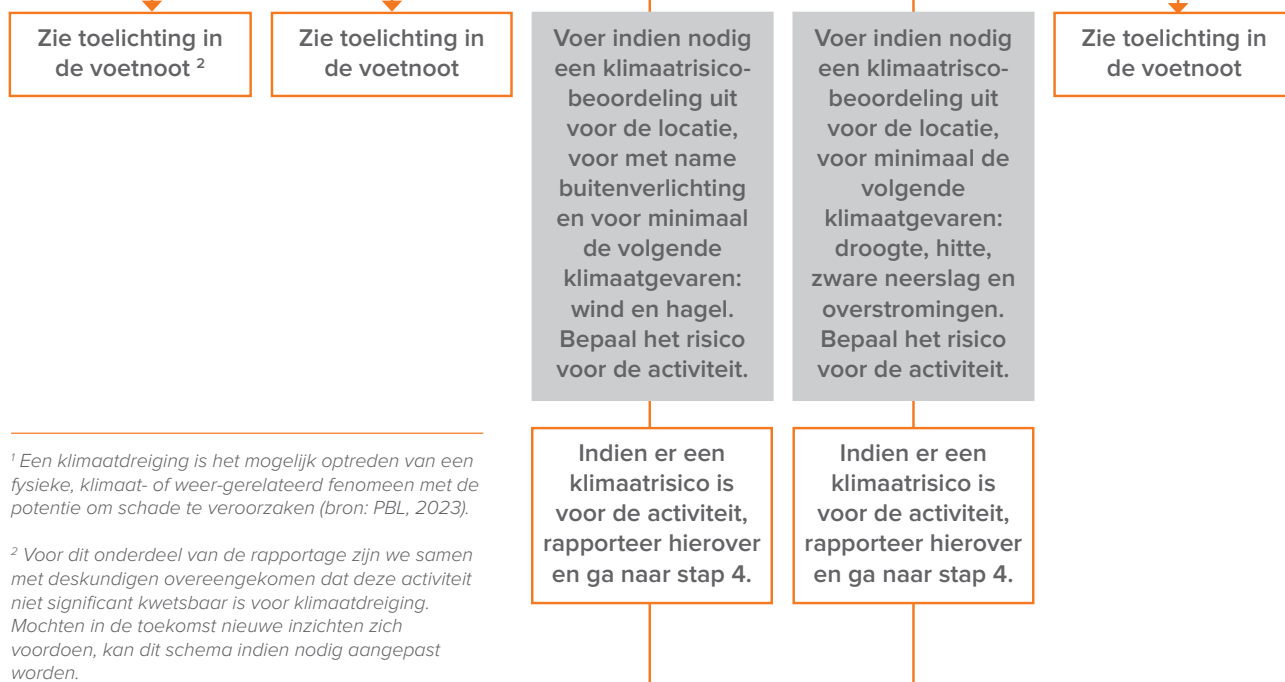 Zie toelichting in
de voetnoot ²
Zie toelichting in
de voetnoot
Voer indien nodig
een klimaatrisico-
beoordeling uit
voor de locatie,
voor met name
buitenverlichting
en voor minimaal
de volgende
klimaatgevaren:
wind en hagel.
Bepaal het risico
voor de activiteit.
Voer indien nodig
een klimaatrisco-
beoordeling uit
voor de locatie,
voor minimaal de
volgende
klimaatgevaren:
droogte, hitte,
zware neerslag en
overstromingen.
Bepaal het risico
voor de activiteit.
Zie toelichting in
de voetnoot
Indien er een
klimaatrisico is
voor de activiteit,
rapporteer hierover
en ga naar stap 4.
Indien er een
klimaatrisico is
voor de activiteit,
rapporteer hierover
en ga naar stap 4.
¹ Een klimaatdreiging is het mogelijk optreden van een
fysieke, klimaat- of weer-gerelateerd fenomeen met de
potentie om schade te veroorzaken (bron: PBL, 2023).
² Voor dit onderdeel van de rapportage zijn we samen
met deskundigen overeengekomen dat deze activiteit
niet significant kwetsbaar is voor klimaatdreiging.
Mochten in de toekomst nieuwe inzichten zich
voordoen, kan dit schema indien nodig aangepast
worden.